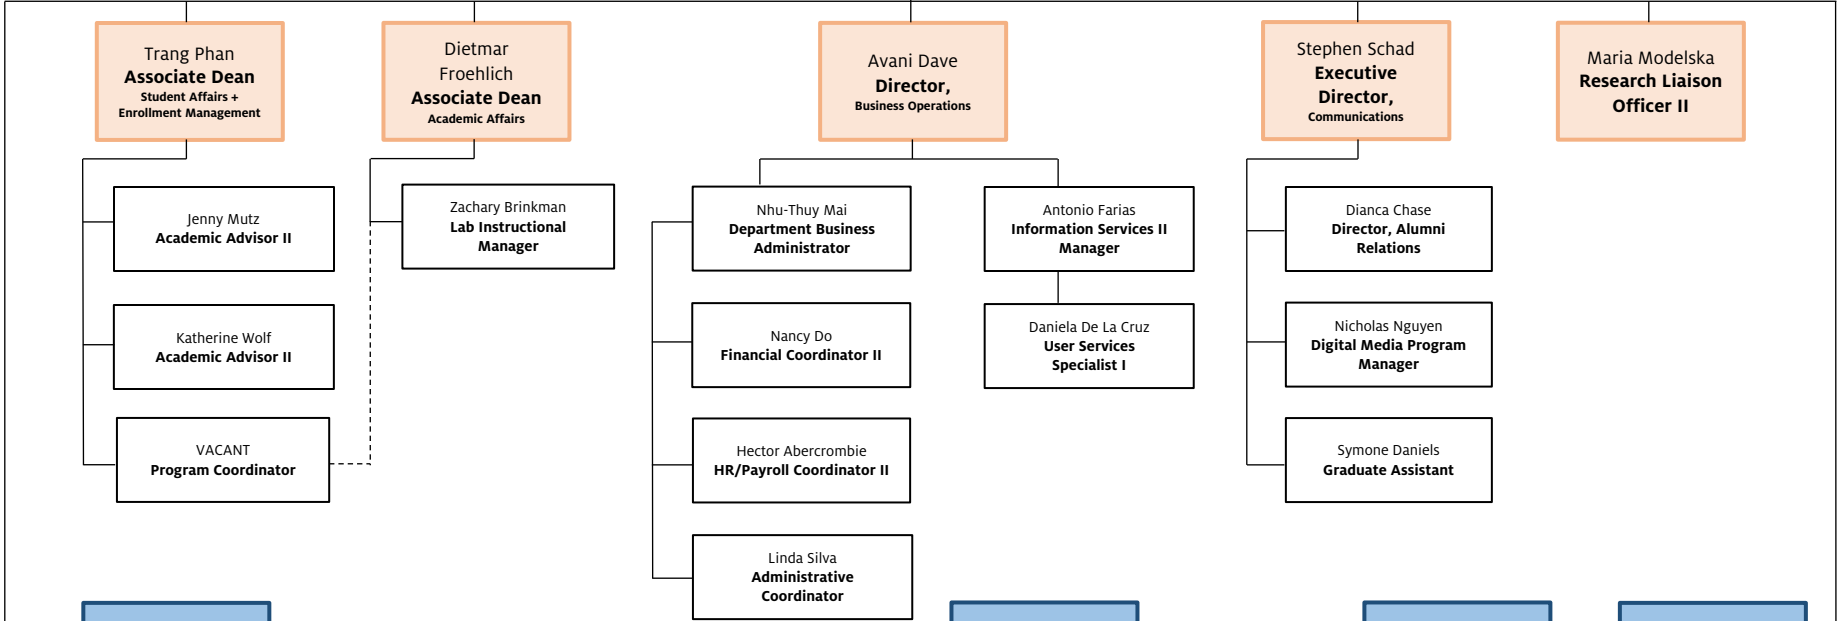 Trang Phan
Associate Dean
Student Affairs +
Enrollment Management
Dietmar
Froehlich
Associate Dean
Academic Affairs
Avani Dave
Director,
Business Operations
Stephen Schad
Executive
Director,
Communications
Maria Modelska
Research Liaison
Officer II
Jenny Mutz
Academic Advisor II
Zachary Brinkman
Lab Instructional
Manager
Nhu-Thuy Mai
Department Business
Administrator
Antonio Farias
Information Services II
Manager
Dianca Chase
Director, Alumni
Relations
Katherine Wolf
Academic Advisor II
Nancy Do
Financial Coordinator II
Daniela De La Cruz
User Services
Specialist I
Nicholas Nguyen
Digital Media Program
Manager
VACANT
Program Coordinator
Hector Abercrombie
HR/Payroll Coordinator II
Symone Daniels
Graduate Assistant
Linda Silva
Administrative
Coordinator